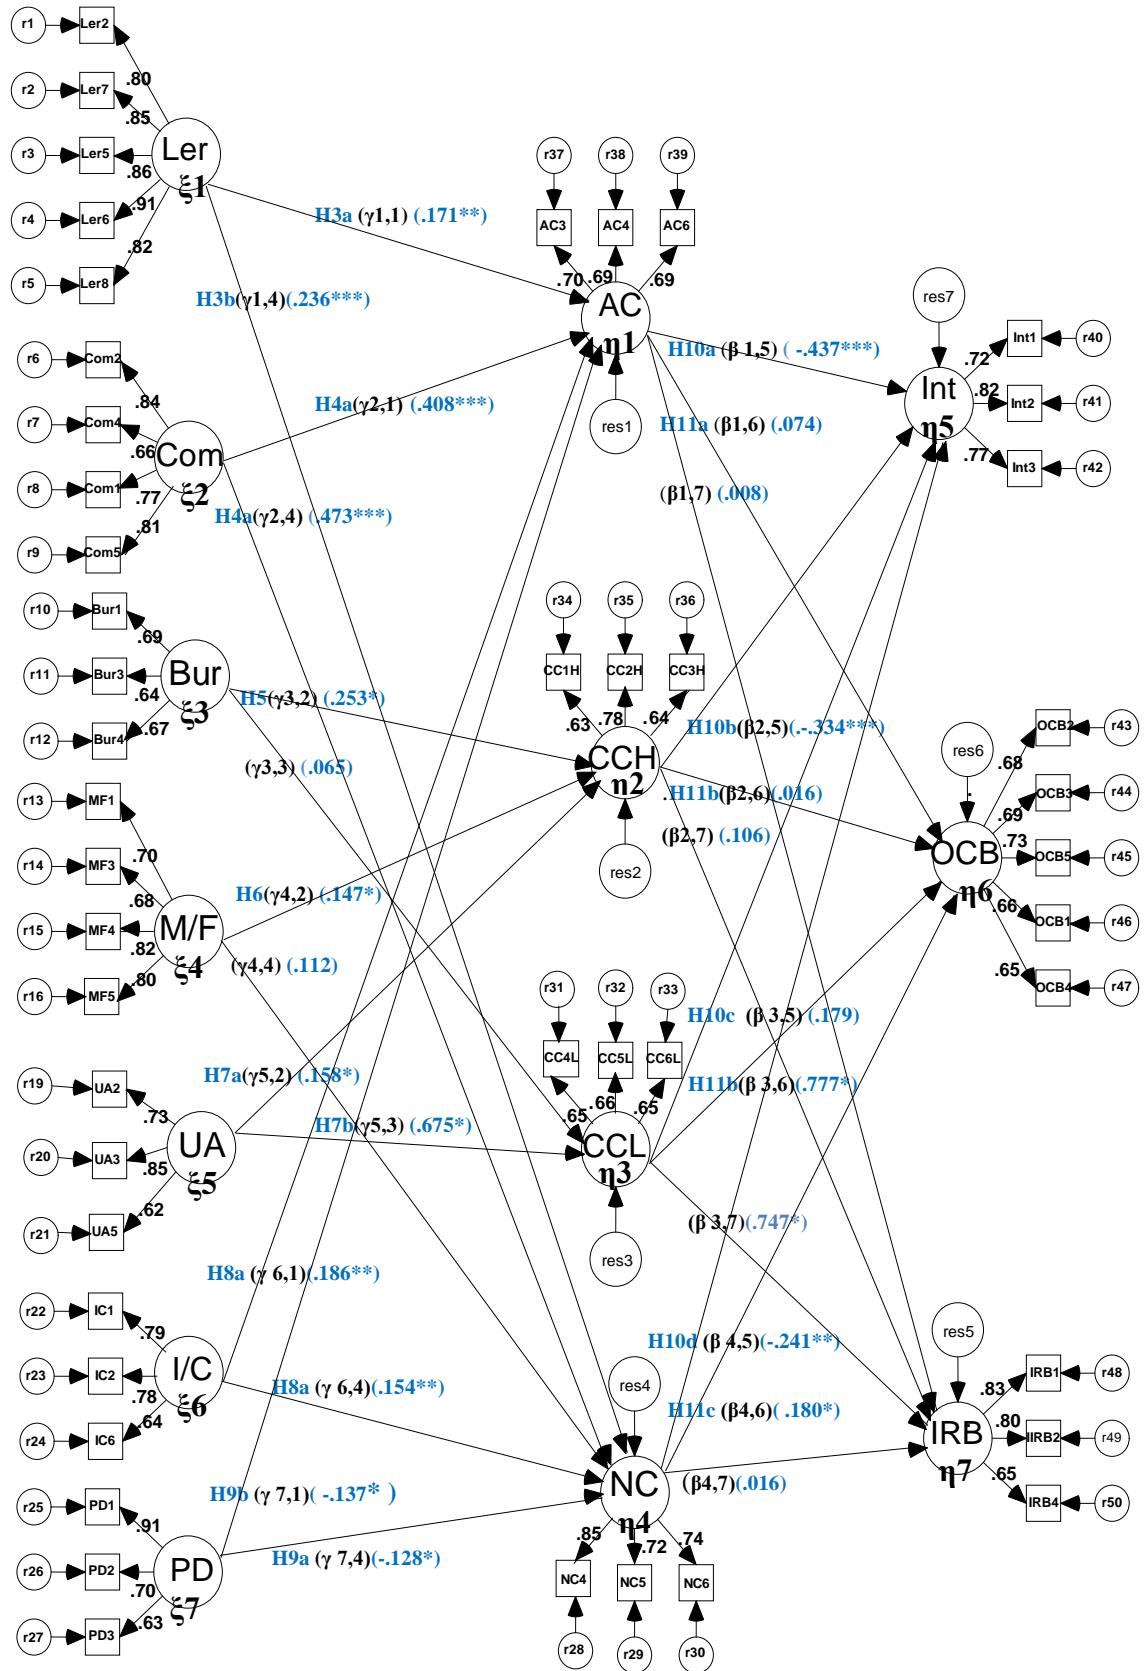 r1 Ler2
.80
r2 Ler7
.85
r3 Ler5
Ler
ξ1
.86
r4 Ler6
.91
r5 Ler8
.82
r37 r38 r39
AC3 AC4 AC6
.70 .69 .69
AC
η1
res1
H3a (γ1,1) (.171**)
H3b(γ1,4)(.236***)
r6 Com2
.84
r7 Com4
.66
r8 Com1
Com
ξ2
.77
r9 Com5
.81
H4a(γ2,1) (.408***)
H4a(γ2,4) (.473***)
H10a (β 1,5) ( -.437***)
H11a (β1,6) (.074)
(β1,7) (.008)
res7
Int
η5
.72 Int1 r40
.82 Int2 r41
.77 Int3 r42
r10 Bur1
.69
r11 Bur3
Bur
ξ3
.64
r12 Bur4
.67
H5(γ3,2) (.253*)
(γ3,3) (.065)
r34 r35 r36
CC1H CC2H CC3H
.63 .78 .64
CCH
η2
res2
H10b(β2,5)(.-.334***)
.H11b(β2,6)(.016)
(β2,7) (.106)
res6
.
OCB
η6
.68 OCB2 r43
.69 OCB3 r44
.73 OCB5 r45
.66 OCB1 r46
.65 OCB4 r47
r13 MF1
.70
r14 MF3
.68
r15 MF4
M/F
ξ4
.82
r16 MF5
.80
H6(γ4,2) (.147*)
(γ4,4) (.112)
r31 r32 r33
CC4L CC5L CC6L
.65 .66 .65
CCL
η3
res3
H10c (β 3,5) (.179)
H11b(β 3,6) (.777*)
(β 3,7)(.747*)
r19 UA2
.73
r20 UA3
UA
ξ5
.85
r21 UA5
.62
H7a(γ5,2) (.158*)
H7b(γ5,3) (.675*)
r22 IC1
.79
r23 IC2
I/C
ξ6
.78
r24 IC6
.64
H8a (γ 6,1)(.186**)
H8a (γ 6,4)(.154**)
res4
NC
η4
.85 .72 .74
NC4 NC5 NC6
r28 r29 r30
H10d (β 4,5)(-.241**)
H11c (β4,6)( .180*)
(β4,7)(.016)
res5
IRB
η7
.83 IRB1 r48
.80 IIRB2 r49
.65 IRB4 r50
r25 PD1
.91
r26 PD2
PD
ξ7
.70
r27 PD3
.63
H9b (γ 7,1) ( -.137* )
H9a (γ 7,4)(-.128*)